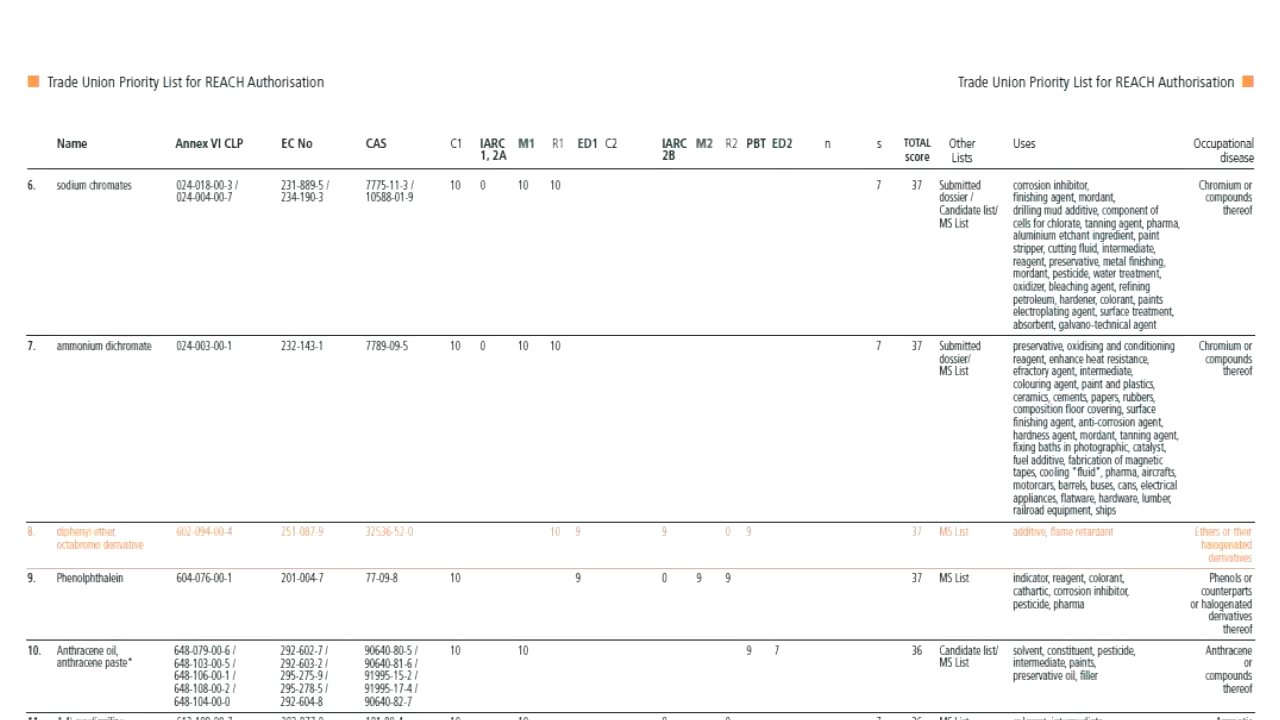 Trade Union Priority List for REACH Authorisation Trade Union Priority List for REACH Authorisation
Name Annex VI CLP EC No CAS C1 IARC M1 R1 ED1 C2 IARC M2 R2 PBT ED2 n s TOTAL Other Uses Occupational
1, 2A 2B score Lists disease
6. sodium chromates 024-018-00-3 / 231-889-5 / 7775-11-3 / 10 0 10 10 7 37 Submitted corrosion inhibitor, Chromium or
024-004-00-7 234-190-3 10588-01-9 dossier / finishing agent, mordant, compounds
Candidate list/ drilling mud additive, component of thereof
MS List cells for chlorate, tanning agent, pharma,
aluminium etchant ingredient, paint
stripper, cutting fluid, intermediate,
reagent, preservative, metal finishing,
mordant, pesticide, water treatment,
oxidizer, bleaching agent, refining
petroleum, hardener, colorant, paints
electroplating agent, surface treatment,
absorbent, galvano-technical agent
7. ammonium dichromate 024-003-00-1 232-143-1 7789-09-5 10 0 10 10 7 37 Submitted preservative, oxidising and conditioning Chromium or
dossier/ reagent, enhance heat resistance, compounds
MS List efractory agent, intermediate, thereof
colouring agent, paint and plastics,
ceramics, cements, papers, rubbers,
composition floor covering, surface
finishing agent, anti-corrosion agent,
hardness agent, mordant, tanning agent,
fixing baths in photographic, catalyst,
fuel additive, fabrication of magnetic
tapes, cooling "fluid", pharma, aircrafts,
motorcars, barrels, buses, cans, electrical
appliances, flatware, hardware, lumber,
railroad equipment, ships
8. diphenyl ether, 602-094-00-4 251-087-9 32536-52-0 10 9 9 0 9 37 MS List additive, flame retardant Ethers or their
octabromo derivative halogenated
derivatives
9. Phenolphthalein 604-076-00-1 201-004-7 77-09-8 10 9 0 9 9 37 MS List indicator, reagent, colorant, Phenols or
cathartic, corrosion inhibitor, counterparts
pesticide, pharma or halogenated
derivatives
thereof
10. Anthracene oil, 648-079-00-6 / 292-602-7 / 90640-80-5 / 10 10 9 7 36 Candidate list/ solvent, constituent, pesticide, Anthracene
anthracene paste* 648-103-00-5 / 292-603-2 / 90640-81-6 / MS List intermediate, paints, or
648-106-00-1 / 295-275-9 / 91995-15-2 / preservative oil, filler compounds
648-108-00-2 / 295-278-5 / 91995-17-4 / thereof
648-104-00-0 292-604-8 90640-82-7